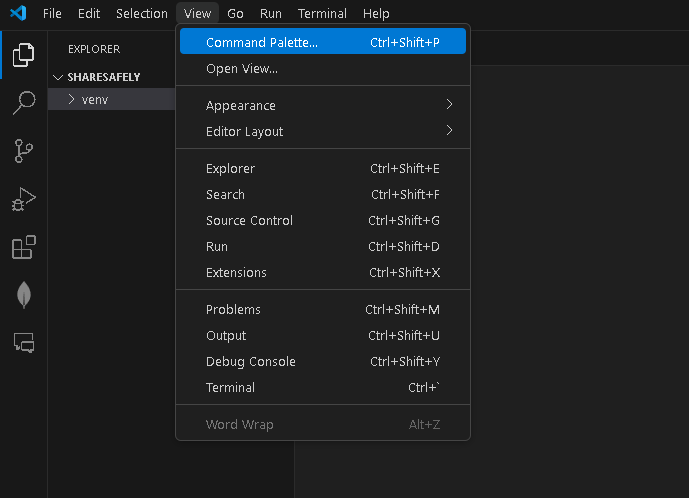 File Edit Selection View Go Run Terminal Help
EXPLORER
SHARESAFELY
venv
Command Palette... Ctrl+Shift+P
Open View...
Appearance
Editor Layout
Explorer Ctrl+Shift+E
Search Ctrl+Shift+F
Source Control Ctrl+Shift+G
Run Ctrl+Shift+D
Extensions Ctrl+Shift+X
Problems Ctrl+Shift+M
Output Ctrl+Shift+U
Debug Console Ctrl+Shift+Y
Terminal Ctrl+`
Word Wrap Alt+Z